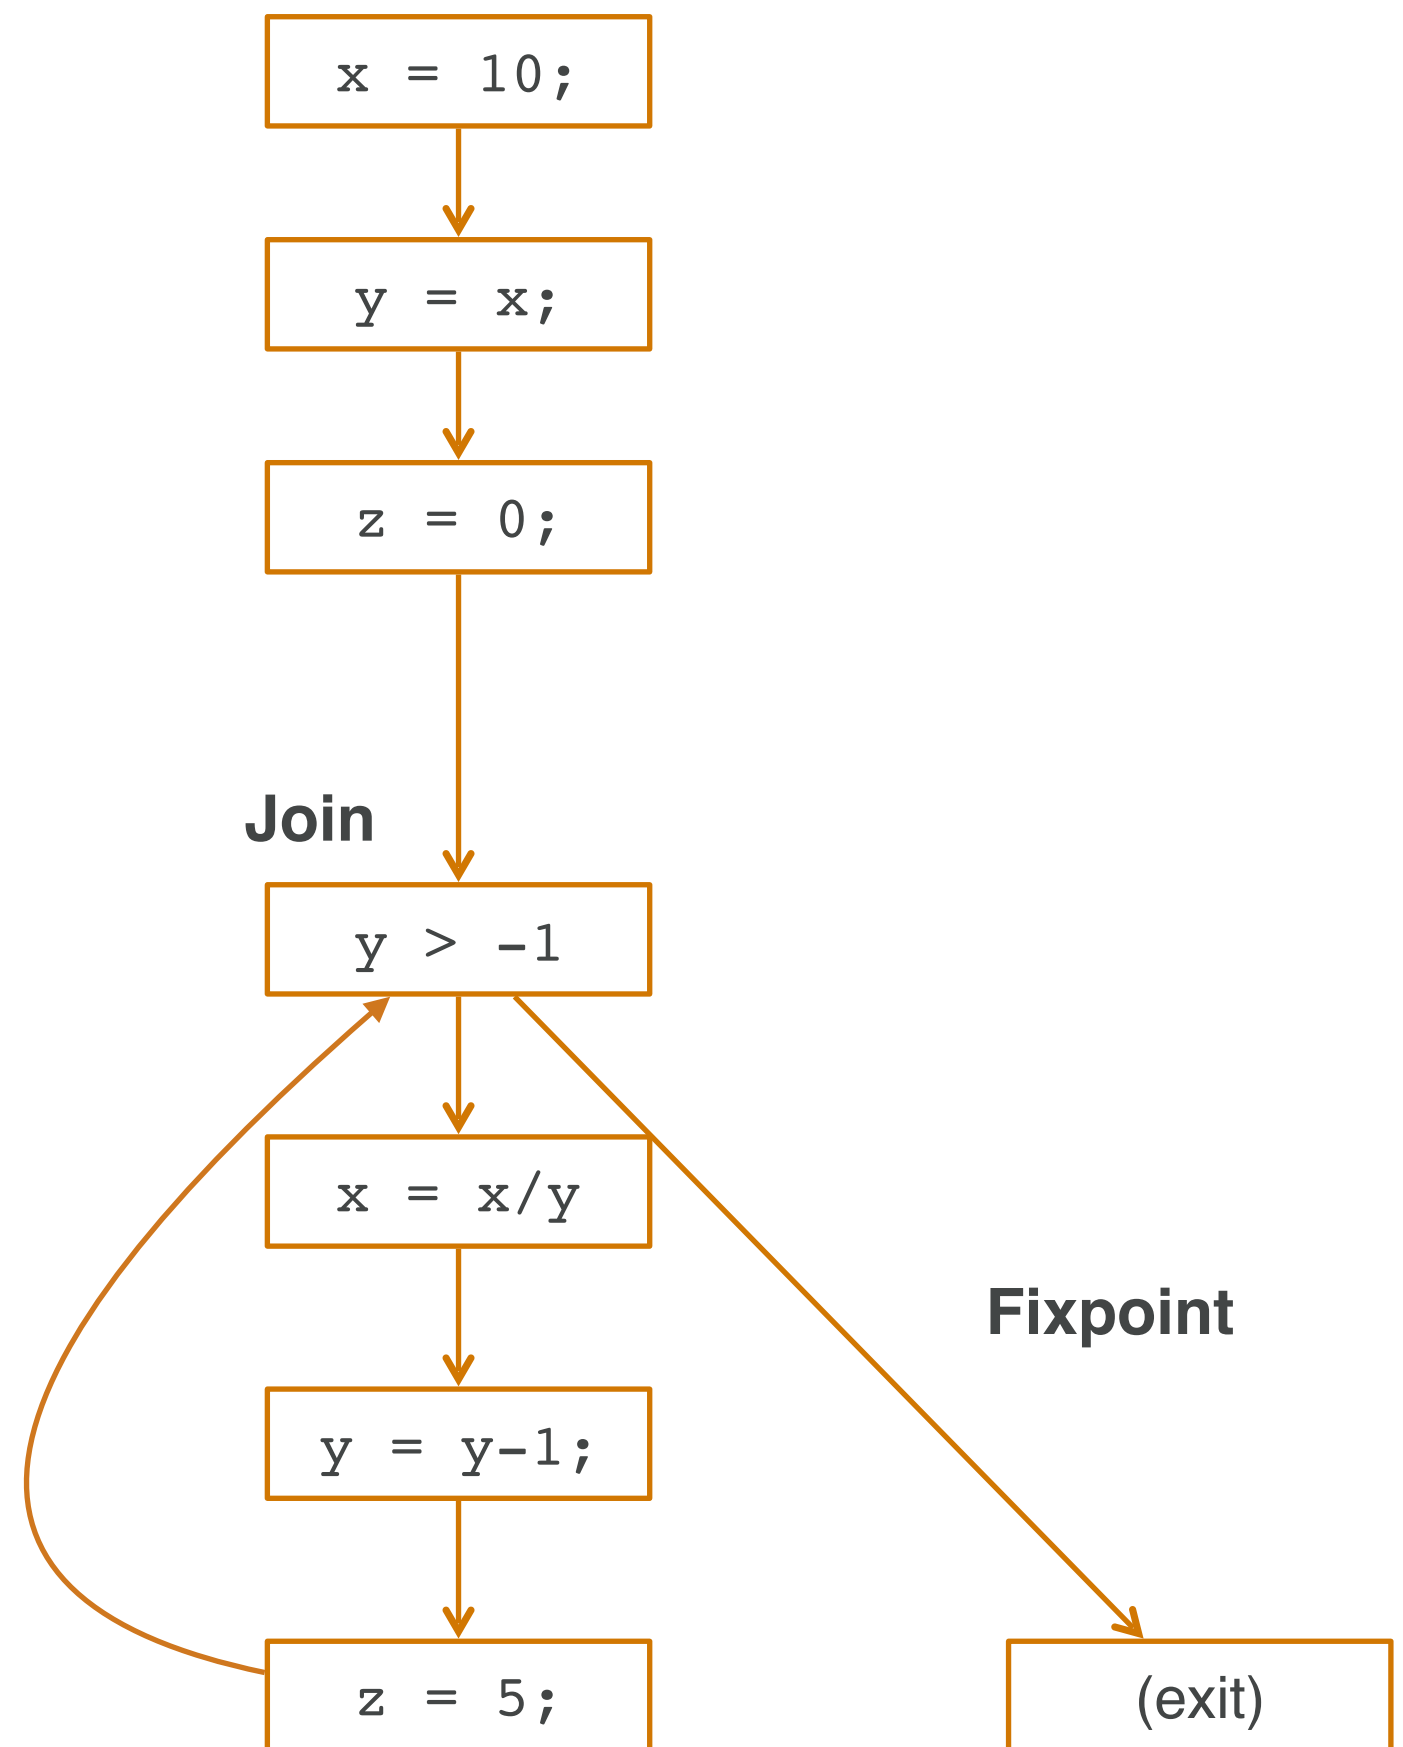 x = 10;
y = x;
z = 0;
Join
y > -1
x = x/y
Fixpoint
y = y-1;
z = 5;
(exit)